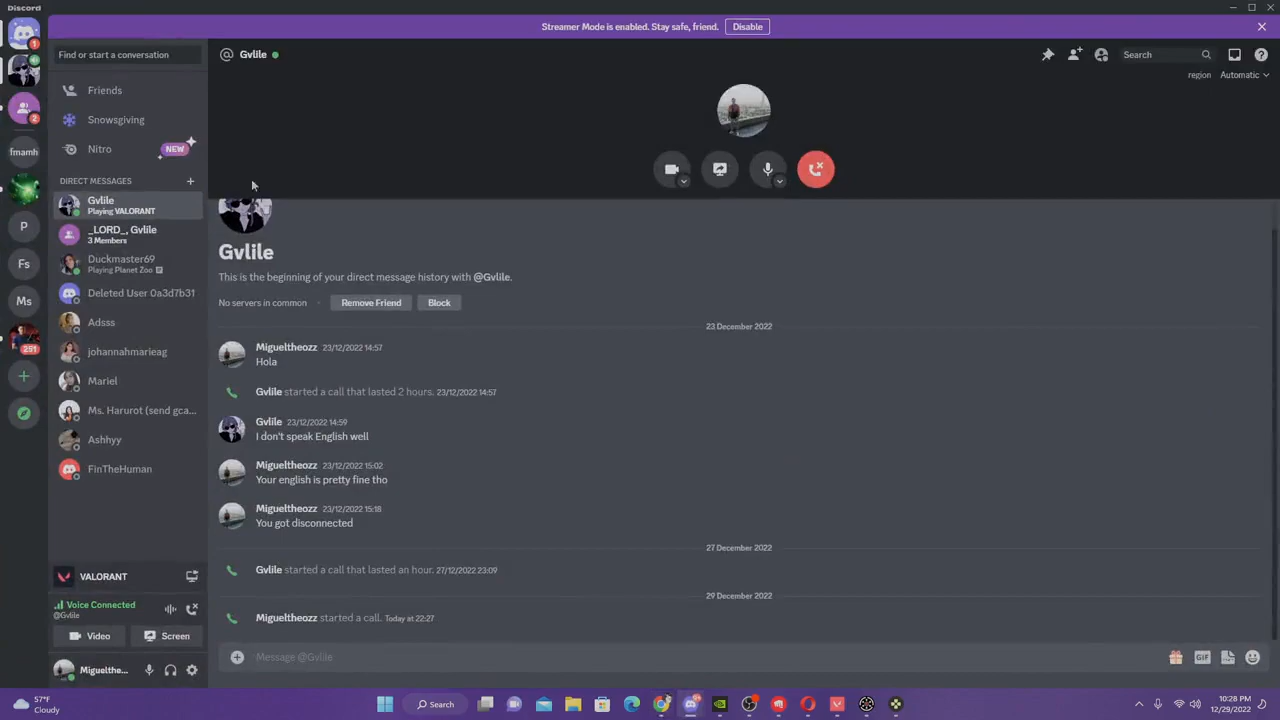 Discord
Streamer Mode is enabled. Stay safe, friend. Disable
Find or start a conversation
Gvlile
Search
region Automatic
1
Friends
2
Snowsgiving
fmamh
Nitro
NEW
DIRECT MESSAGES
Gvlile
Playing VALORANT
P
_LORD_, Gvlile
3 Members
Fs
Duckmaster69
Playing Planet Zoo
Ms
Deleted User 0a3d7b31
Adsss
251
johannahmarieag
Mariel
Ms. Harurot (send gca...
Ashhyy
FinTheHuman
VALORANT
Voice Connected
@Gvlile
Video
Screen
Migueltheo...
Gvlile
This is the beginning of your direct message history with @Gvlile.
No servers in common
Remove Friend
Block
23 December 2022
Migueltheozz 23/12/2022 14:57
Hola
Gvlile started a call that lasted 2 hours. 23/12/2022 14:57
Gvlile 23/12/2022 14:59
I don't speak English well
Migueltheozz 23/12/2022 15:02
Your english is pretty fine tho
Migueltheozz 23/12/2022 15:18
You got disconnected
27 December 2022
Gvlile started a call that lasted an hour. 27/12/2022 23:09
29 December 2022
Migueltheozz started a call. Today at 22:27
Message @Gvlile
GIF
57°F
Cloudy
Search
10:28 PM
12/29/2022